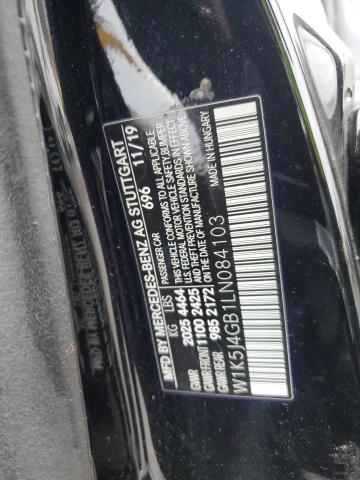 MFD BY MERCEDES-BENZ AG STUTTGART 11/19
696
PASSENGER CAR
THIS VEHICLE CONFORMS TO ALL APPLICABLE
U.S. FEDERAL MOTOR VEHICLE SAFETY, BUMPER
AND THEFT PREVENTION STANDARDS IN EFFECT
ON THE DATE OF MANUFACTURE SHOWN ABOVE.
KG LBS
GVWR 2025 4464
GAWR FRONT 1100 2425
GAWR REAR 985 2172
MADE IN HUNGARY
W1K5J4GB1LN084103